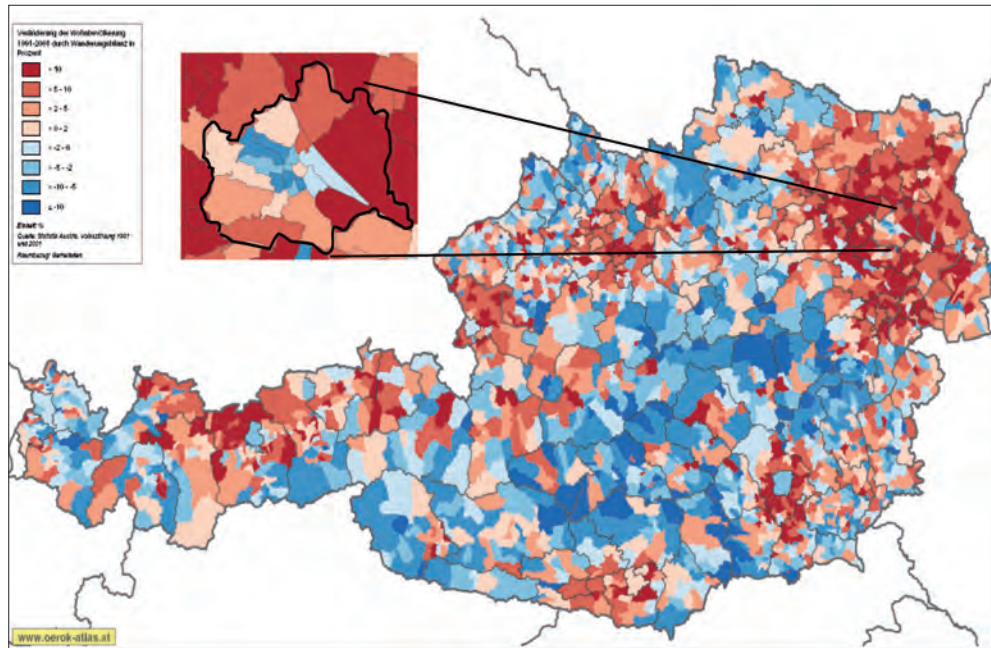 Veränderung der Wohnbevölkerung
1991-2001 durch Wanderungsbilanz in
Prozent
> 10
> 5 - 10
> 2 - 5
> 0 - 2
> -2 - 0
> -5 - -2
> -10 - -5
≤ -10
Einheit: %
Quelle: Statistik Austria, Volkszählung 1991
und 2001
Raumbezug: Gemeinden
www.oerok-atlas.at